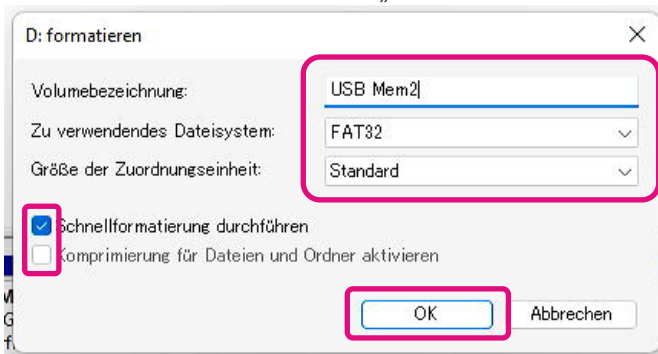 „
D: formatieren
Volumebezeichnung: USB Mem2
Zu verwendendes Dateisystem: FAT32
Größe der Zuordnungseinheit: Standard
Schnellformatierung durchführen
Komprimierung für Dateien und Ordner aktivieren
OK Abbrechen